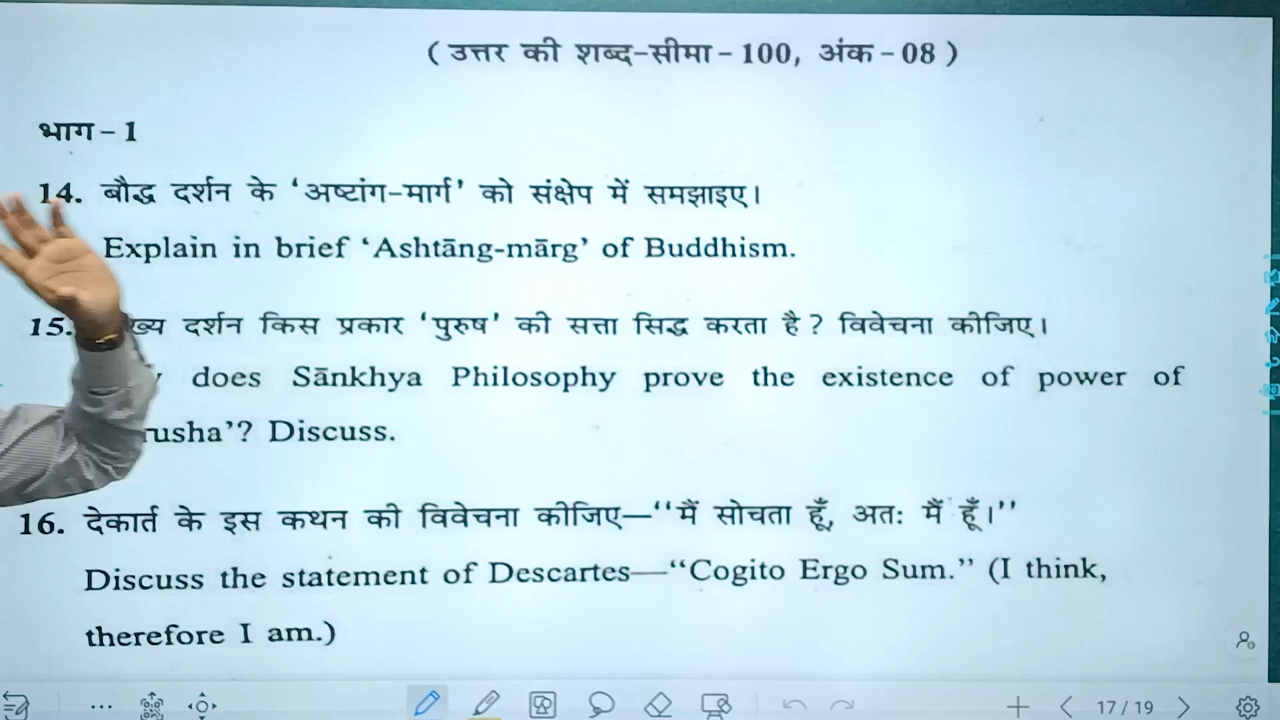 ( उत्तर की शब्द-सीमा - 100, अंक - 08 )
भाग - 1
14. बौद्ध दर्शन के ‘अष्टांग-मार्ग’ को संक्षेप में समझाइए।
Explain in brief ‘Ashtāng-mārg’ of Buddhism.
15. दर्शन किस प्रकार ‘पुरुष’ की सत्ता सिद्ध करता है ? विवेचना कीजिए।
does Sānkhya Philosophy prove the existence of power of
rusha’? Discuss.
16. देकार्त के इस कथन की विवेचना कीजिए—‘‘मैं सोचता हूँ, अतः मैं हूँ।’’
Discuss the statement of Descartes—“Cogito Ergo Sum.” (I think,
therefore I am.)
17 / 19